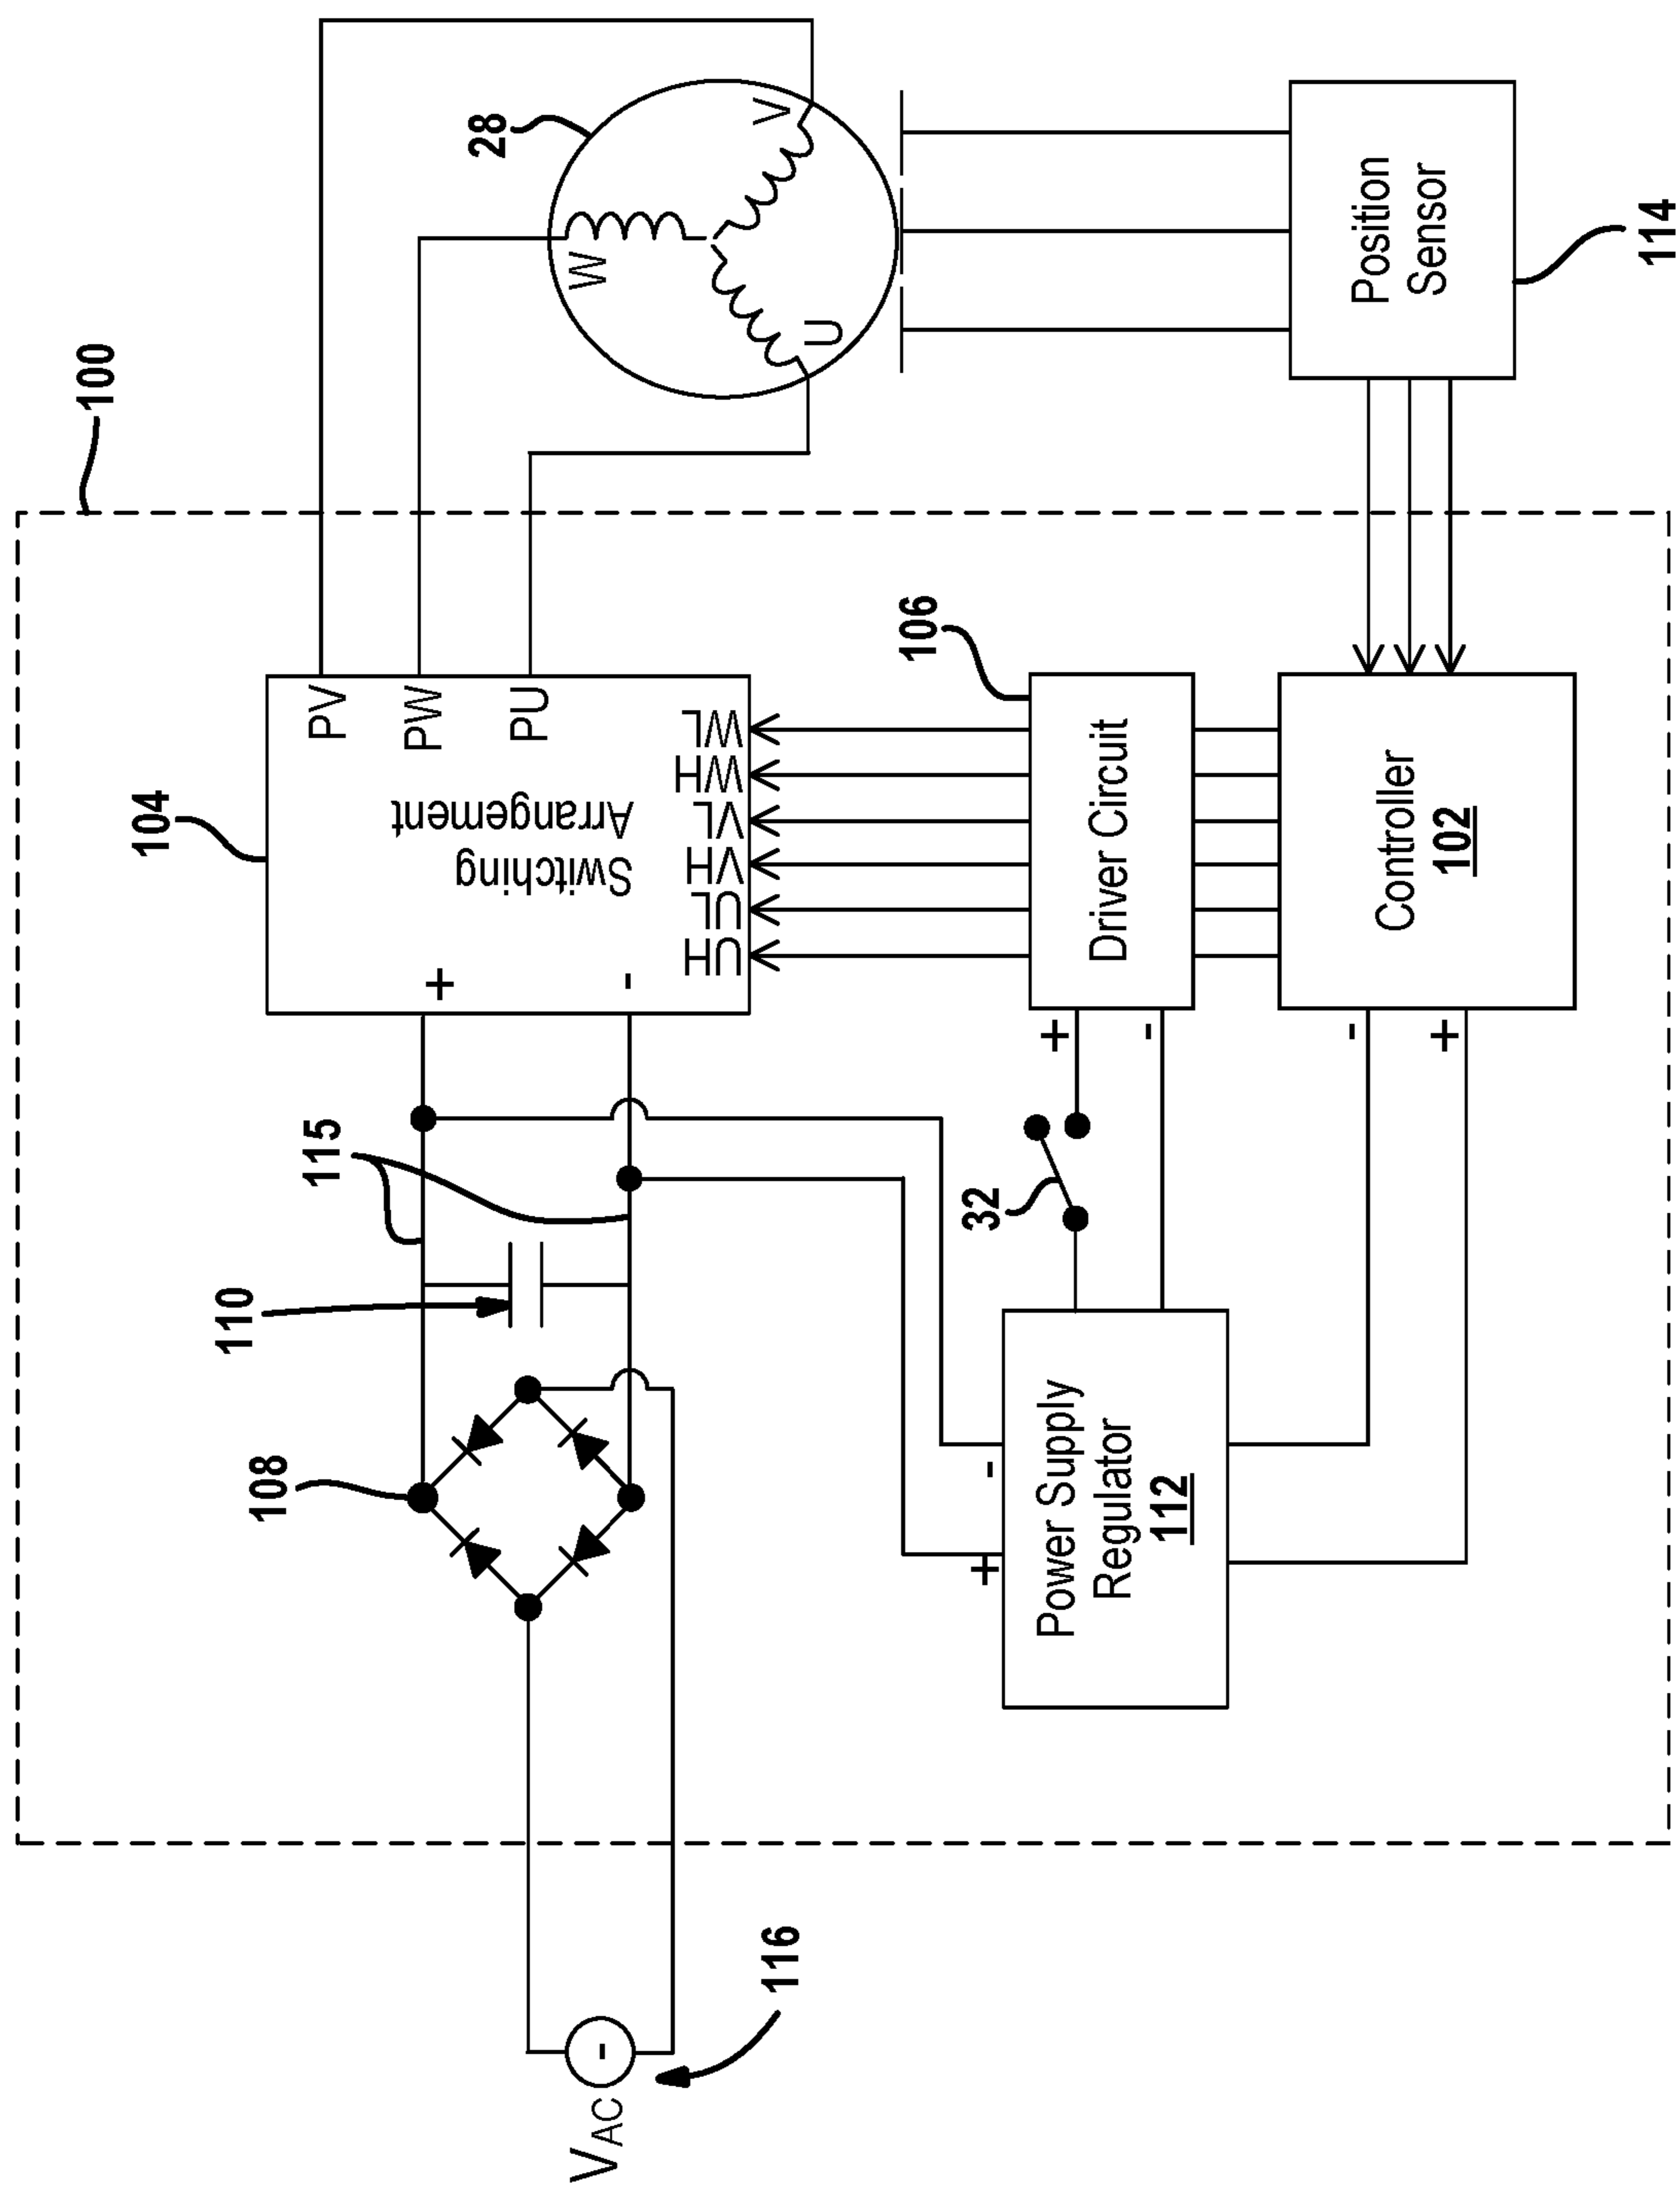 100
104
PV
PW
PU
Switching
Arrangement
+
-
UH
UL
VH
VL
WH
WL
28
W
V
U
115
110
108
VAC
-
116
106
Driver Circuit
+
-
32
Power Supply
Regulator
112
-
+
Controller
102
-
+
Position
Sensor
114